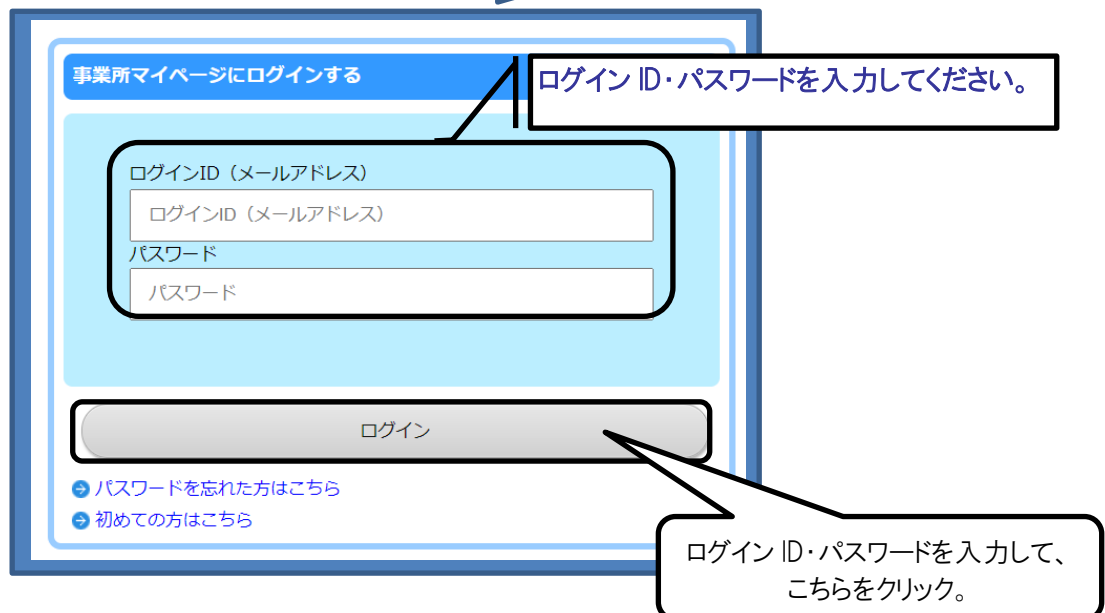 事業所マイページにログインする
ログイン ID・パスワードを入力してください。
ログインID（メールアドレス）
ログインID（メールアドレス）
パスワード
パスワード
ログイン
パスワードを忘れた方はこちら
初めての方はこちら
ログイン ID・パスワードを入力して、
こちらをクリック。